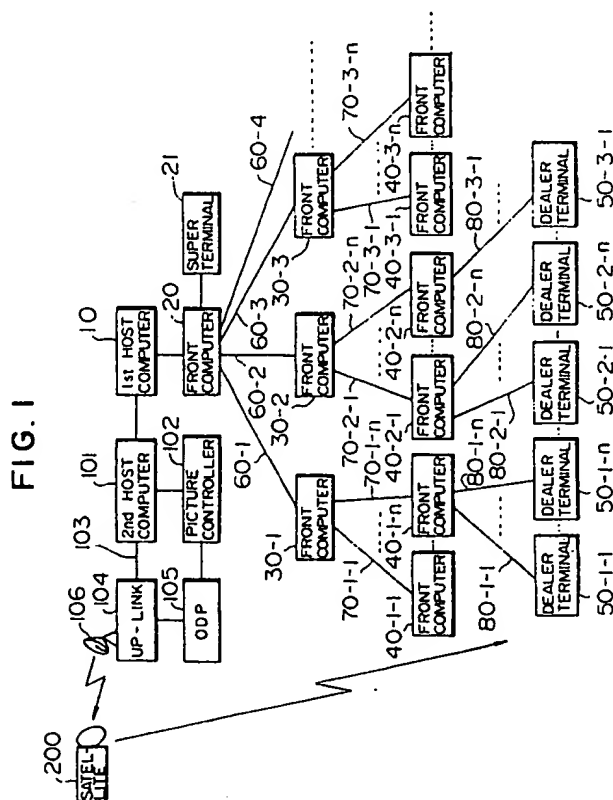 FIG. 1
200
SATEL-
LITE
106
104
UP-LINK
105
ODP
103
101
2nd HOST
COMPUTER
102
PICTURE
CONTROLLER
10
1st HOST
COMPUTER
20
FRONT
COMPUTER
21
SUPER
TERMINAL
60-1
60-2
60-3
60-4
30-1
FRONT
COMPUTER
30-2
FRONT
COMPUTER
30-3
FRONT
COMPUTER
70-1-1
70-1-n
70-2-1
70-2-n
70-3-1
70-3-n
40-1-1
FRONT
COMPUTER
40-1-n
FRONT
COMPUTER
40-2-1
FRONT
COMPUTER
40-2-n
FRONT
COMPUTER
40-3-1
FRONT
COMPUTER
40-3-n
FRONT
COMPUTER
80-1-1
80-1-n
80-2-1
80-2-n
80-3-1
DEALER
TERMINAL
50-1-1
DEALER
TERMINAL
50-1-n
DEALER
TERMINAL
50-2-1
DEALER
TERMINAL
50-2-n
DEALER
TERMINAL
50-3-1